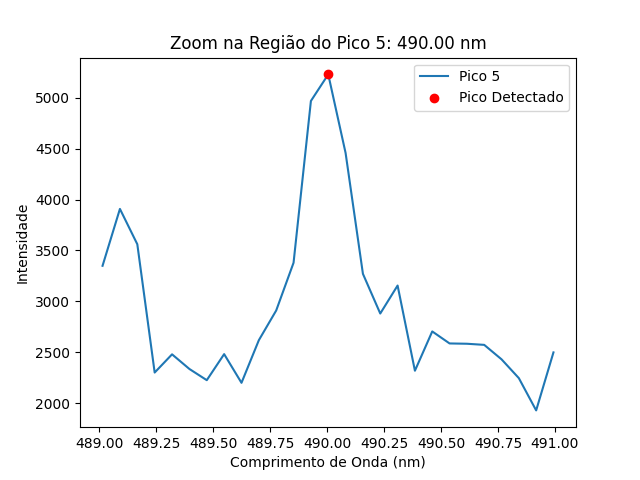 Zoom na Região do Pico 5: 490.00 nm
Pico 5
Pico Detectado
5000
4500
4000
3500
3000
2500
2000
Intensidade
489.00 489.25 489.50 489.75 490.00 490.25 490.50 490.75 491.00
Comprimento de Onda (nm)